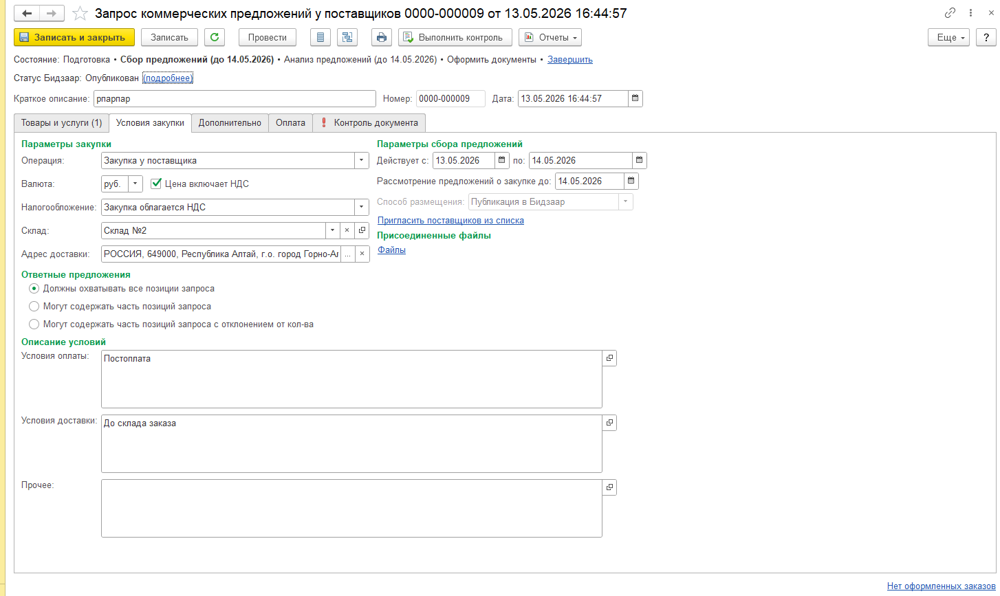 Запрос коммерческих предложений у поставщиков 0000-000009 от 13.05.2026 16:44:57
Записать и закрыть Записать Провести Выполнить контроль Отчеты Еще ?
Состояние: Подготовка • Сбор предложений (до 14.05.2026) • Анализ предложений (до 14.05.2026) • Оформить документы • Завершить
Статус Бидзаар: Опубликован (подробнее)
Краткое описание: рпарпар Номер: 0000-000009 Дата: 13.05.2026 16:44:57
Товары и услуги (1) Условия закупки Дополнительно Оплата Контроль документа
Параметры закупки Параметры сбора предложений
Операция: Закупка у поставщика Действует с: 13.05.2026 по: 14.05.2026
Валюта: руб. Цена включает НДС Рассмотрение предложений о закупке до: 14.05.2026
Налогообложение: Закупка облагается НДС Способ размещения: Публикация в Бидзаар
Пригласить поставщиков из списка
Склад: Склад №2
Присоединенные файлы
Адрес доставки: РОССИЯ, 649000, Республика Алтай, г.о. город Горно-Ал ... Файлы
Ответные предложения
Должны охватывать все позиции запроса
Могут содержать часть позиций запроса
Могут содержать часть позиций запроса с отклонением от кол-ва
Описание условий
Условия оплаты: Постоплата
Условия доставки: До склада заказа
Прочее:
Нет оформленных заказов